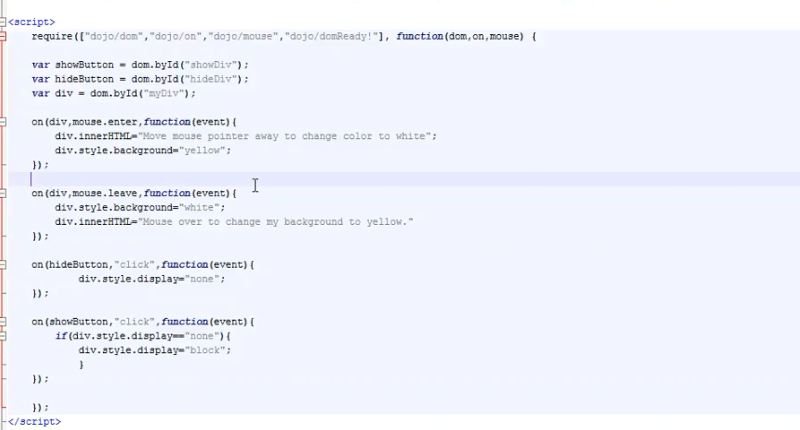 <script>
require(["dojo/dom","dojo/on","dojo/mouse","dojo/domReady!"], function(dom,on,mouse) {
var showButton = dom.byId("showDiv");
var hideButton = dom.byId("hideDiv");
var div = dom.byId("myDiv");
on(div,mouse.enter,function(event){
div.innerHTML="Move mouse pointer away to change color to white";
div.style.background="yellow";
});
on(div,mouse.leave,function(event){
div.style.background="white";
div.innerHTML="Mouse over to change my background to yellow."
});
on(hideButton,"click",function(event){
div.style.display="none";
});
on(showButton,"click",function(event){
if(div.style.display=="none"){
div.style.display="block";
}
});
});
</script>